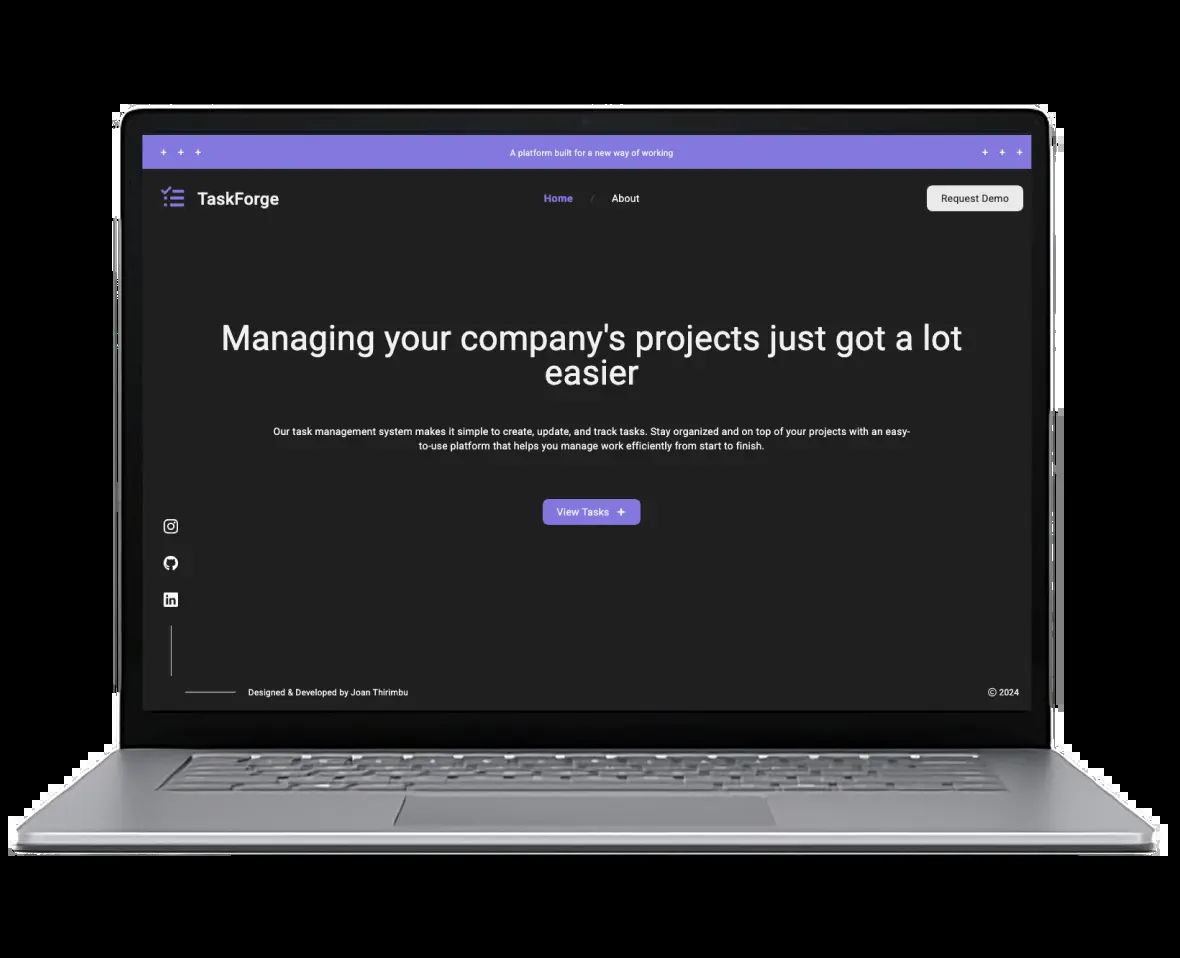 A platform built for a new way of working
TaskForge
Home / About
Request Demo
Managing your company's projects just got a lot
easier
Our task management system makes it simple to create, update, and track tasks. Stay organized and on top of your projects with an easy-
to-use platform that helps you manage work efficiently from start to finish.
View Tasks +
in
Designed & Developed by Joan Thirimbu
© 2024